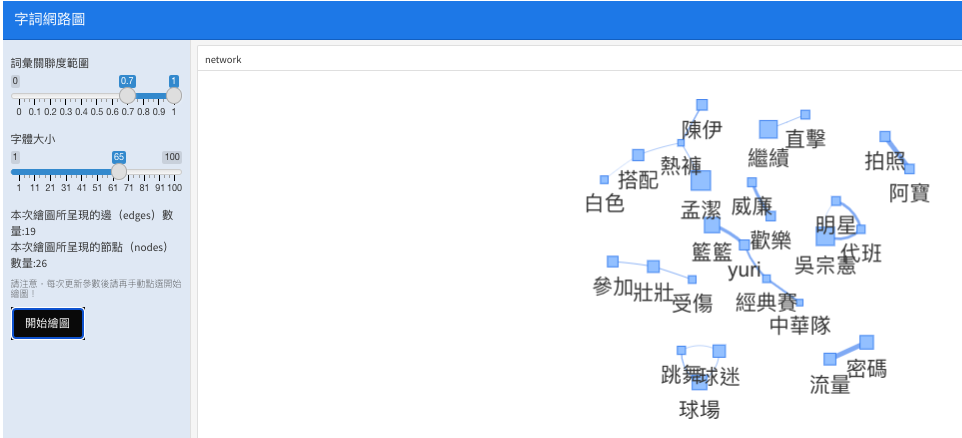 字詞網路圖
詞彙關聯度範圍
network
0 0.7 1
0 0.1 0.2 0.3 0.4 0.5 0.6 0.7 0.8 0.9 1
字體大小
1 65 100
1 11 21 31 41 51 61 71 81 91 100
本次繪圖所呈現的邊（edges）數
量:19
本次繪圖所呈現的節點（nodes）
數量:26
請注意，每次更新參數後請再手動點選開始
繪圖！
開始繪圖
陳伊
直擊
繼續
拍照
熱褲
搭配
阿寶
白色
孟潔
威廉
明星
歡樂
籃籃
代班
吳宗憲
yuri
參加
壯壯
受傷
經典賽
中華隊
跳舞
球迷
密碼
流量
球場